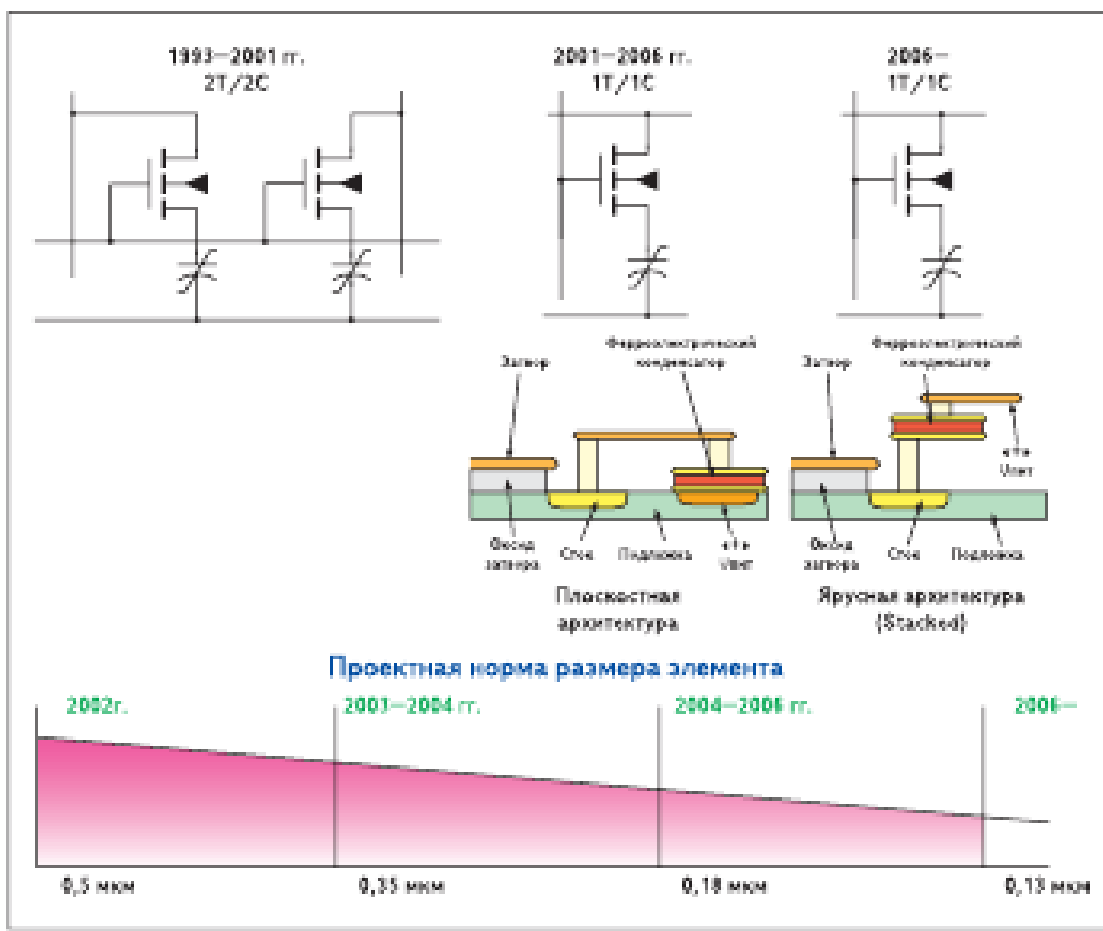 1993—2001 гг.
2T/2C
2001—2006 гг.
1T/1C
2006—
1T/1C
Затвор
Ферроэлектрический
конденсатор
Затвор
Ферроэлектрический
конденсатор
Оксид
затвора
Сток
Подложка
«+»
Uпит
Плоскостная
архитектура
«+»
Uпит
Оксид
затвора
Сток
Подложка
Ярусная архитектура
(Stacked)
Проектная норма размера элемента
2002г.
2003—2004 гг.
2004—2006 гг.
2006—
0,5 мкм
0,35 мкм
0,18 мкм
0,13 мкм